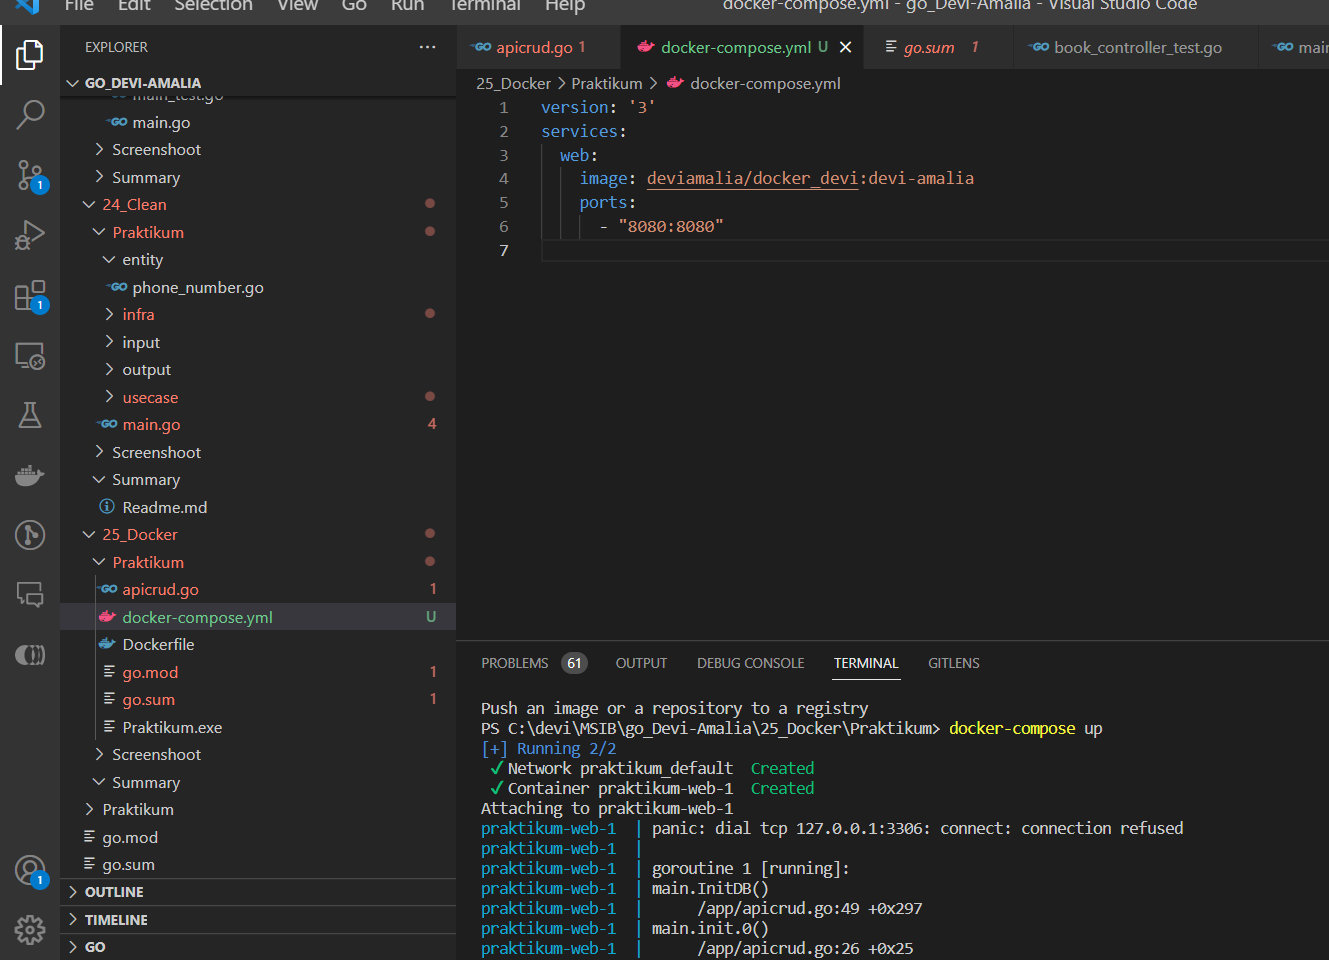 File Edit Selection View Go Run Terminal Help docker-compose.yml - go_Devi-Amalia - Visual Studio Code
EXPLORER ...
GO_DEVI-AMALIA
main_test.go
main.go
Screenshoot
Summary
24_Clean
Praktikum
entity
phone_number.go
infra
input
output
usecase
main.go 4
Screenshoot
Summary
Readme.md
25_Docker
Praktikum
apicrud.go 1
docker-compose.yml U
Dockerfile
go.mod 1
go.sum 1
Praktikum.exe
Screenshoot
Summary
Praktikum
go.mod
go.sum
OUTLINE
TIMELINE
GO
1
1
1
GO apicrud.go 1 docker-compose.yml U go.sum 1 GO book_controller_test.go GO main
25_Docker > Praktikum > docker-compose.yml
1 version: '3'
2 services:
3 web:
4 image: deviamalia/docker_devi:devi-amalia
5 ports:
6 - "8080:8080"
7
PROBLEMS 61 OUTPUT DEBUG CONSOLE TERMINAL GITLENS
Push an image or a repository to a registry
PS C:\devi\MSIB\go_Devi-Amalia\25_Docker\Praktikum> docker-compose up
[+] Running 2/2
✔ Network praktikum_default Created
✔ Container praktikum-web-1 Created
Attaching to praktikum-web-1
praktikum-web-1 | panic: dial tcp 127.0.0.1:3306: connect: connection refused
praktikum-web-1 |
praktikum-web-1 | goroutine 1 [running]:
praktikum-web-1 | main.InitDB()
praktikum-web-1 | /app/apicrud.go:49 +0x297
praktikum-web-1 | main.init.0()
praktikum-web-1 | /app/apicrud.go:26 +0x25